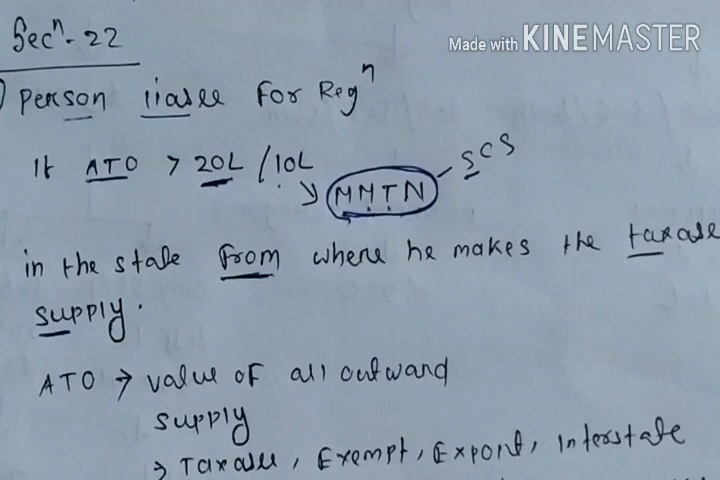 Secⁿ- 22
Made with KINEMASTER
Person liable For Regⁿ
If ATO > 20L / 10L
MMTN - SCS
in the state From where he makes the taxable
supply.
ATO → value of all outward
supply
→ Taxable, Exempt, Export, Interstate